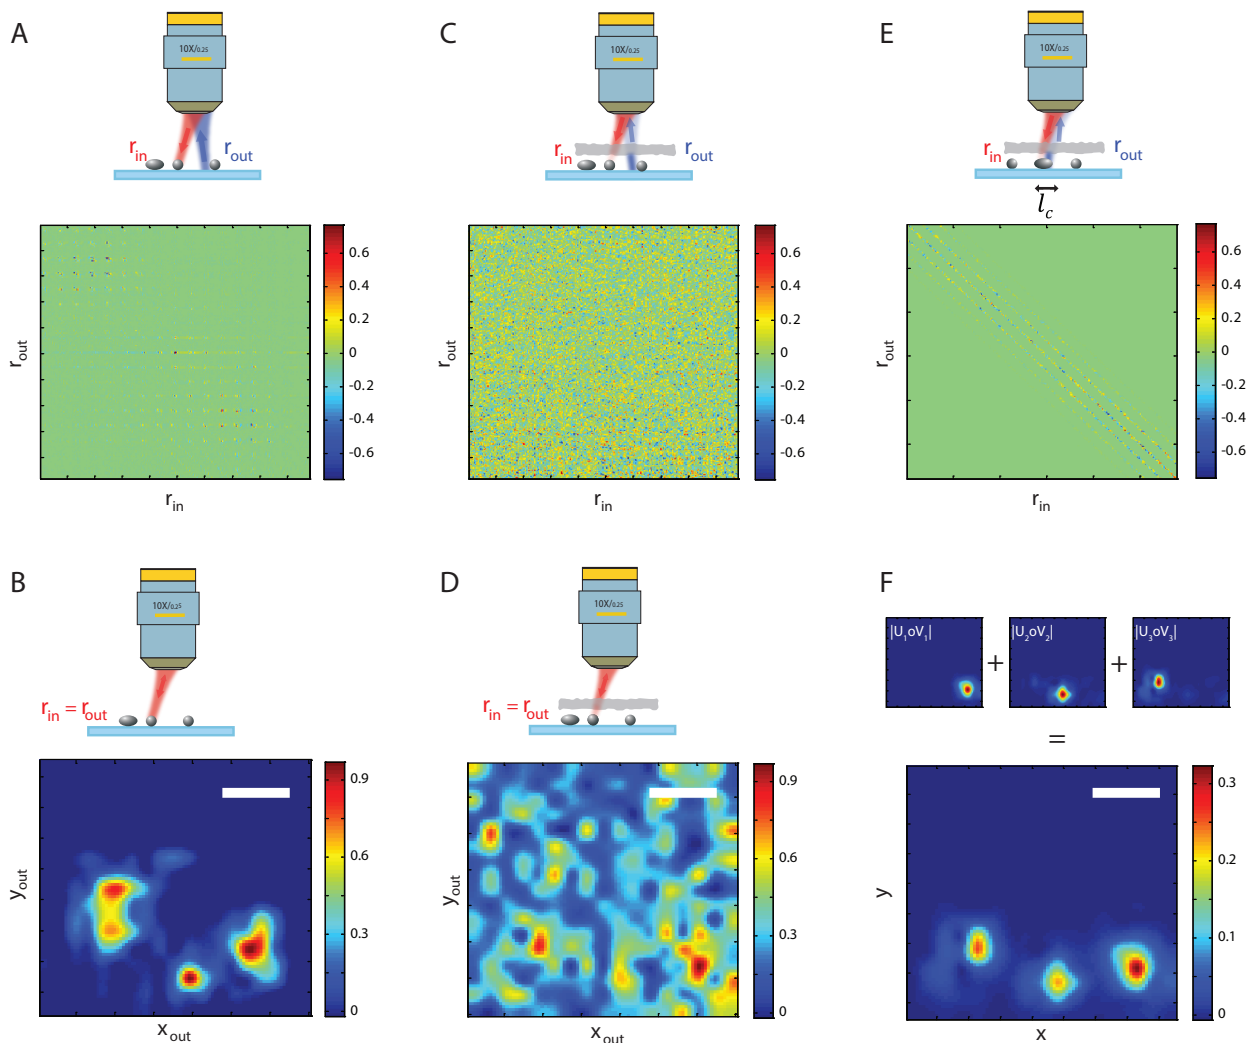 A
10X/0.25
r_in
r_out
0.6
0.4
0.2
0
-0.2
-0.4
-0.6
r_out
r_in
C
10X/0.25
r_in
r_out
0.6
0.4
0.2
0
-0.2
-0.4
-0.6
r_out
r_in
E
10X/0.25
r_in
r_out
l_c
0.6
0.4
0.2
0
-0.2
-0.4
-0.6
r_out
r_in
B
10X/0.25
r_in = r_out
0.9
0.6
0.3
0
y_out
x_out
D
10X/0.25
r_in = r_out
0.9
0.6
0.3
0
y_out
x_out
F
|U₁oV₁|
+
|U₂oV₂|
+
|U₃oV₃|
=
0.3
0.2
0.1
0
y
x